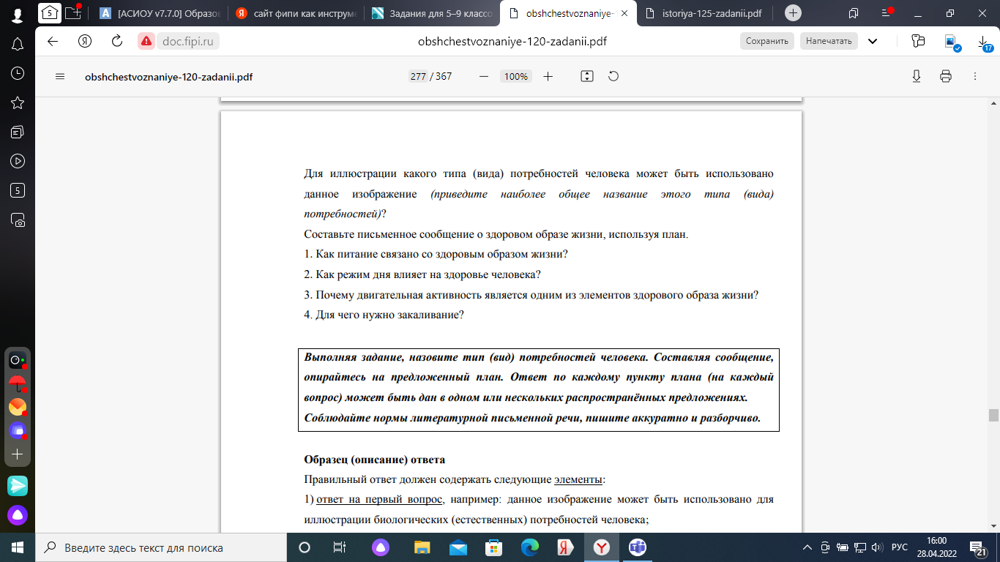 5
[АСИОУ v7.7.0] Образов
сайт фипи как инструме
Задания для 5–9 классо
obshchestvoznaniye-
istoriya-125-zadanii.pdf
doc.fipi.ru
obshchestvoznaniye-120-zadanii.pdf
Сохранить
Напечатать
17
obshchestvoznaniye-120-zadanii.pdf
277 / 367
100%
5
Для иллюстрации какого типа (вида) потребностей человека может быть использовано
данное изображение (приведите наиболее общее название этого типа (вида)
потребностей)?
Составьте письменное сообщение о здоровом образе жизни, используя план.
1. Как питание связано со здоровым образом жизни?
2. Как режим дня влияет на здоровье человека?
3. Почему двигательная активность является одним из элементов здорового образа жизни?
4. Для чего нужно закаливание?
Выполняя задание, назовите тип (вид) потребностей человека. Составляя сообщение,
опирайтесь на предложенный план. Ответ по каждому пункту плана (на каждый
вопрос) может быть дан в одном или нескольких распространённых предложениях.
Соблюдайте нормы литературной письменной речи, пишите аккуратно и разборчиво.
Образец (описание) ответа
Правильный ответ должен содержать следующие элементы:
1) ответ на первый вопрос, например: данное изображение может быть использовано для
иллюстрации биологических (естественных) потребностей человека;
Введите здесь текст для поиска
РУС
16:00
28.04.2022
21